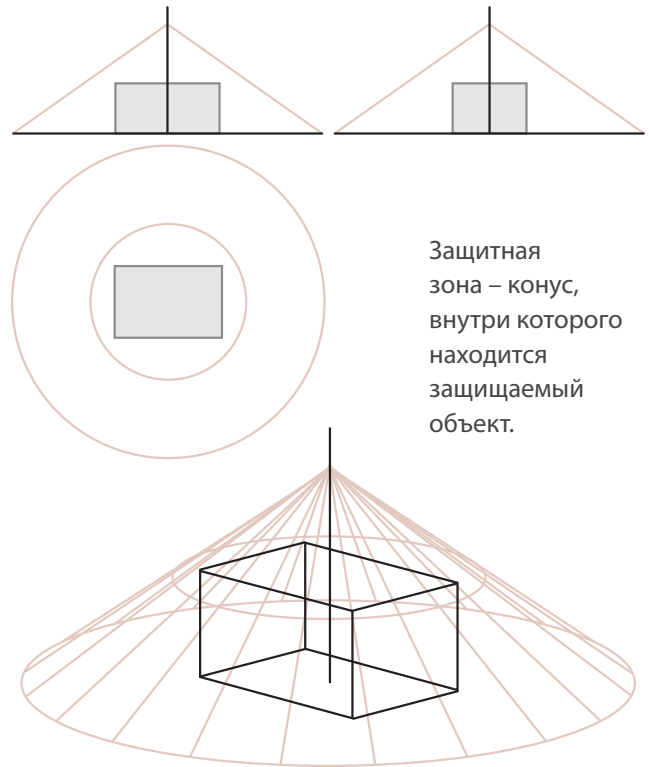 Защитная
зона – конус,
внутри которого
находится
защищаемый
объект.